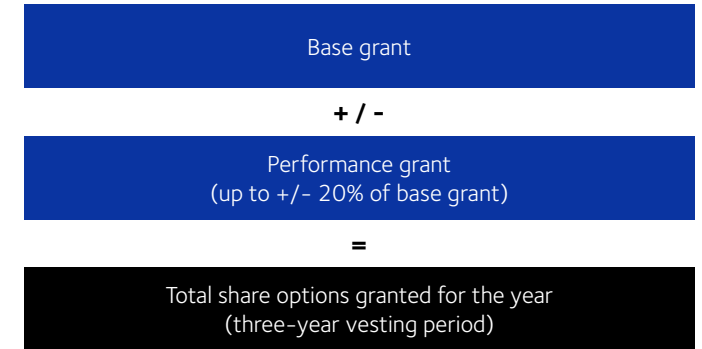 Base grant
+ / -
Performance grant
(up to +/- 20% of base grant)
=
Total share options granted for the year
(three-year vesting period)